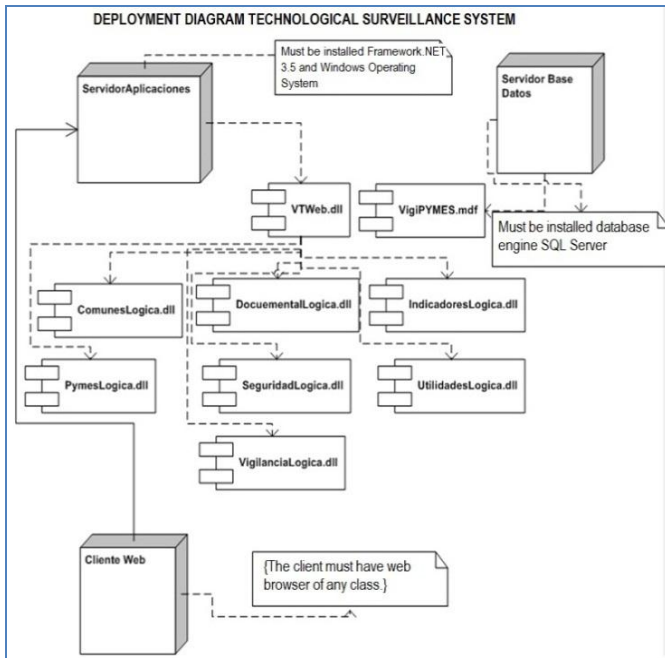 DEPLOYMENT DIAGRAM TECHNOLOGICAL SURVEILLANCE SYSTEM
Must be installed Framework.NET
3.5 and Windows Operating
System
ServidorAplicaciones
Servidor Base
Datos
VTWeb.dll
VigiPYMES.mdf
Must be installed database
engine SQL Server
ComunesLogica.dll
DocuementalLogica.dll
IndicadoresLogica.dll
PymesLogica.dll
SeguridadLogica.dll
UtilidadesLogica.dll
VigilanciaLogica.dll
Cliente Web
{The client must have web
browser of any class.}